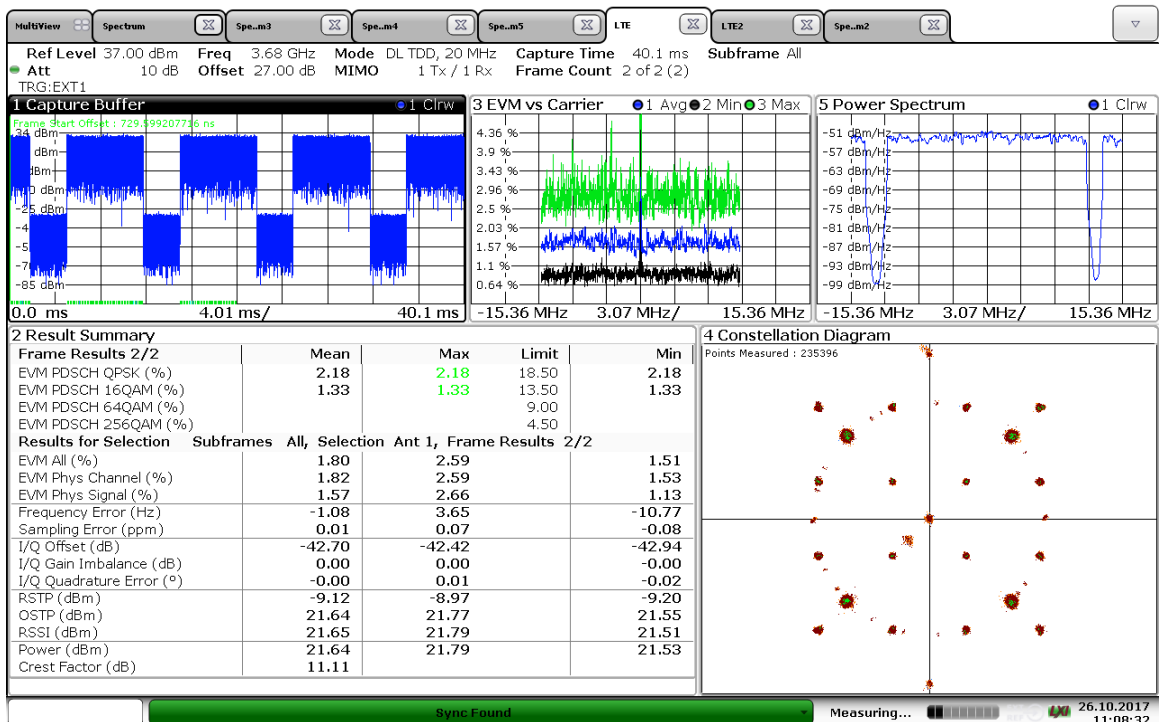 MultiView Spectrum Spe..m3 Spe..m4 Spe..m5 LTE LTE2 Spe..m2
Ref Level 37.00 dBm Freq 3.68 GHz Mode DL TDD, 20 MHz Capture Time 40.1 ms Subframe All
Att 10 dB Offset 27.00 dB MIMO 1 Tx / 1 Rx Frame Count 2 of 2 (2)
TRG:EXT1
1 Capture Buffer 1 Clrw
Frame Start Offset : 729.599207716 ns
34 dBm
dBm
dBm
dBm
-25 dBm
-85 dBm
0.0 ms 4.01 ms/ 40.1 ms
3 EVM vs Carrier 1 Avg 2 Min 3 Max
4.36 %
3.9 %
3.43 %
2.96 %
2.5 %
2.03 %
1.57 %
1.1 %
0.64 %
-15.36 MHz 3.07 MHz/ 15.36 MHz
5 Power Spectrum 1 Clrw
-51 dBm/Hz
-57 dBm/Hz
-63 dBm/Hz
-69 dBm/Hz
-75 dBm/Hz
-81 dBm/Hz
-87 dBm/Hz
-93 dBm/Hz
-99 dBm/Hz
-15.36 MHz 3.07 MHz/ 15.36 MHz
2 Result Summary
Frame Results 2/2 Mean Max Limit Min
EVM PDSCH QPSK (%) 2.18 2.18 18.50 2.18
EVM PDSCH 16QAM (%) 1.33 1.33 13.50 1.33
EVM PDSCH 64QAM (%) 9.00
EVM PDSCH 256QAM (%) 4.50
Results for Selection Subframes All, Selection Ant 1, Frame Results 2/2
EVM All (%) 1.80 2.59 1.51
EVM Phys Channel (%) 1.82 2.59 1.53
EVM Phys Signal (%) 1.57 2.66 1.13
Frequency Error (Hz) -1.08 3.65 -10.77
Sampling Error (ppm) 0.01 0.07 -0.08
I/Q Offset (dB) -42.70 -42.42 -42.94
I/Q Gain Imbalance (dB) 0.00 0.00 -0.00
I/Q Quadrature Error (°) -0.00 0.01 -0.02
RSTP (dBm) -9.12 -8.97 -9.20
OSTP (dBm) 21.64 21.77 21.55
RSSI (dBm) 21.65 21.79 21.51
Power (dBm) 21.64 21.79 21.53
Crest Factor (dB) 11.11
4 Constellation Diagram
Points Measured : 235396
Sync Found
Measuring...
LXI
26.10.2017
11:08:32